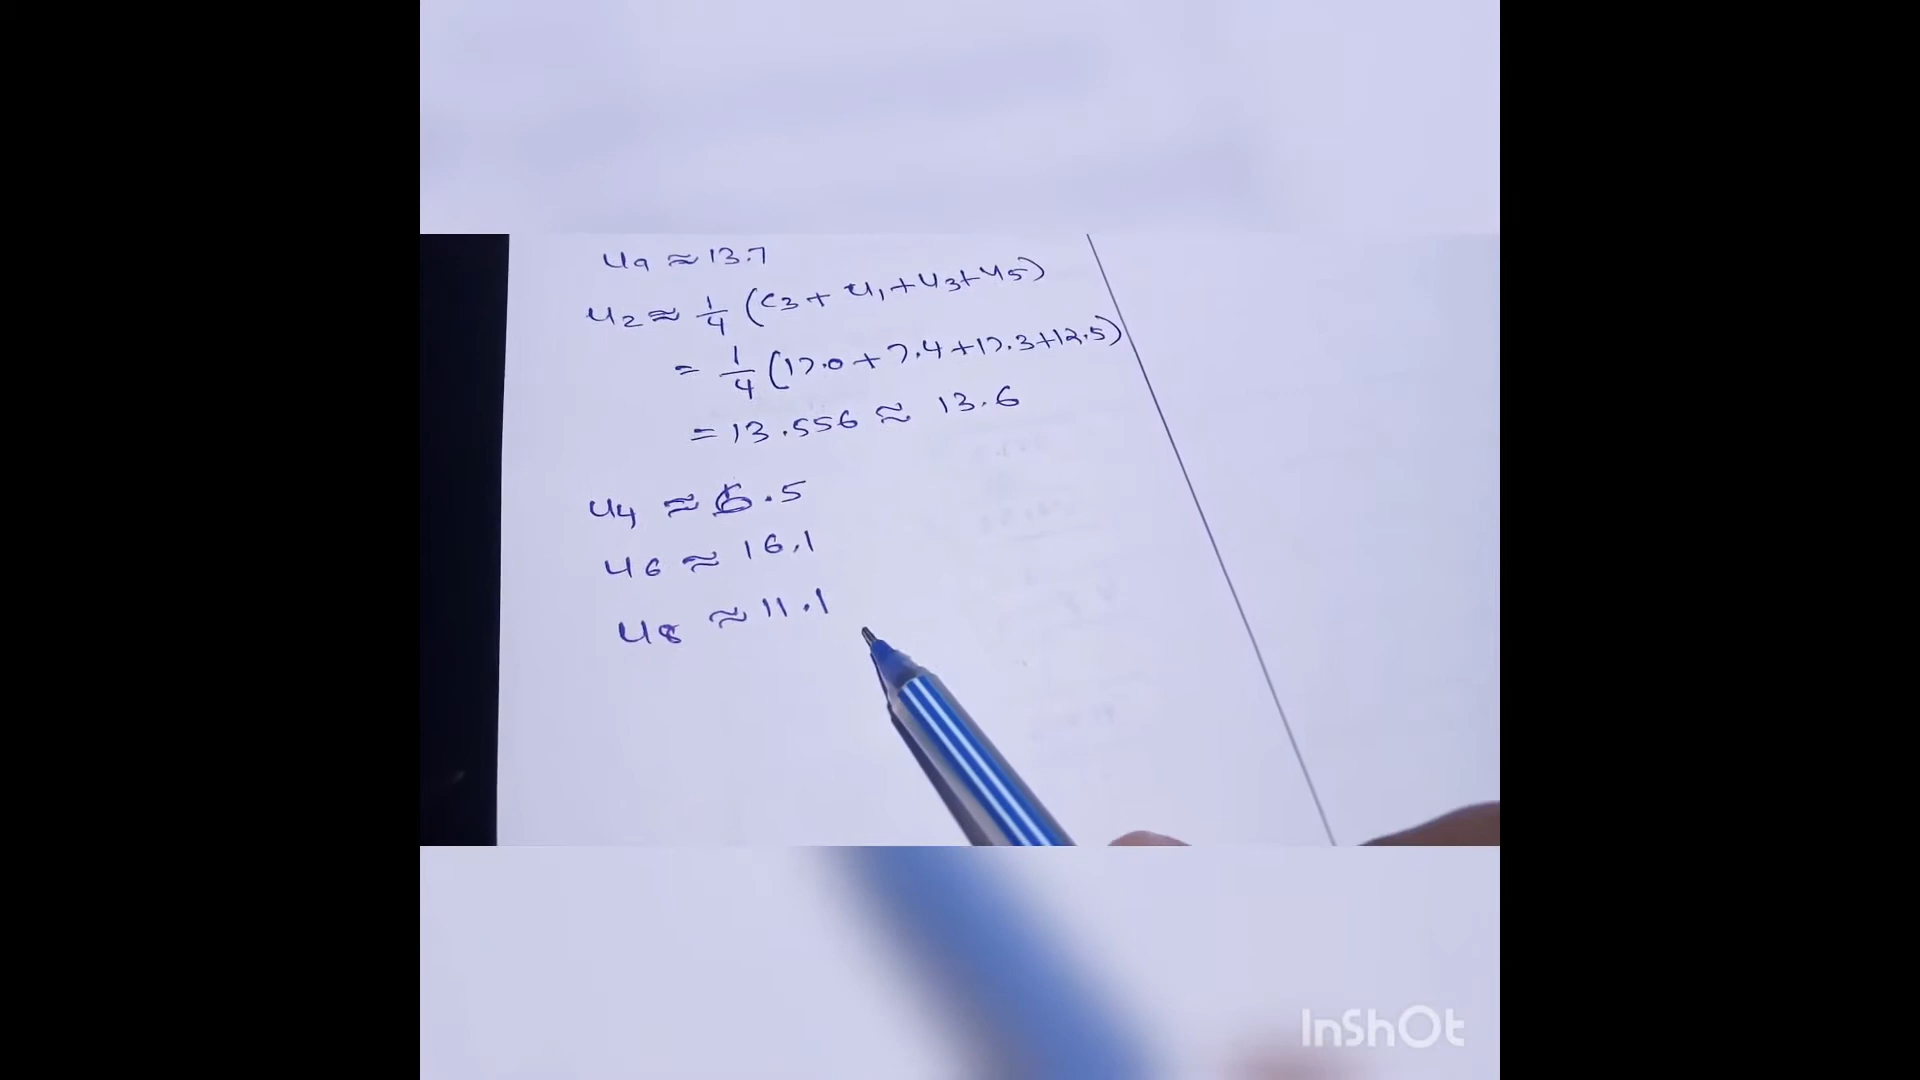 u₉ ≈ 13.7
u₂ ≈ 1/4 (c₃ + u₁ + u₃ + u₅)
= 1/4 (17.0 + 7.4 + 17.3 + 12.5)
= 13.556 ≈ 13.6
u₄ ≈ 6.5
u₆ ≈ 16.1
u₈ ≈ 11.1
InShOt